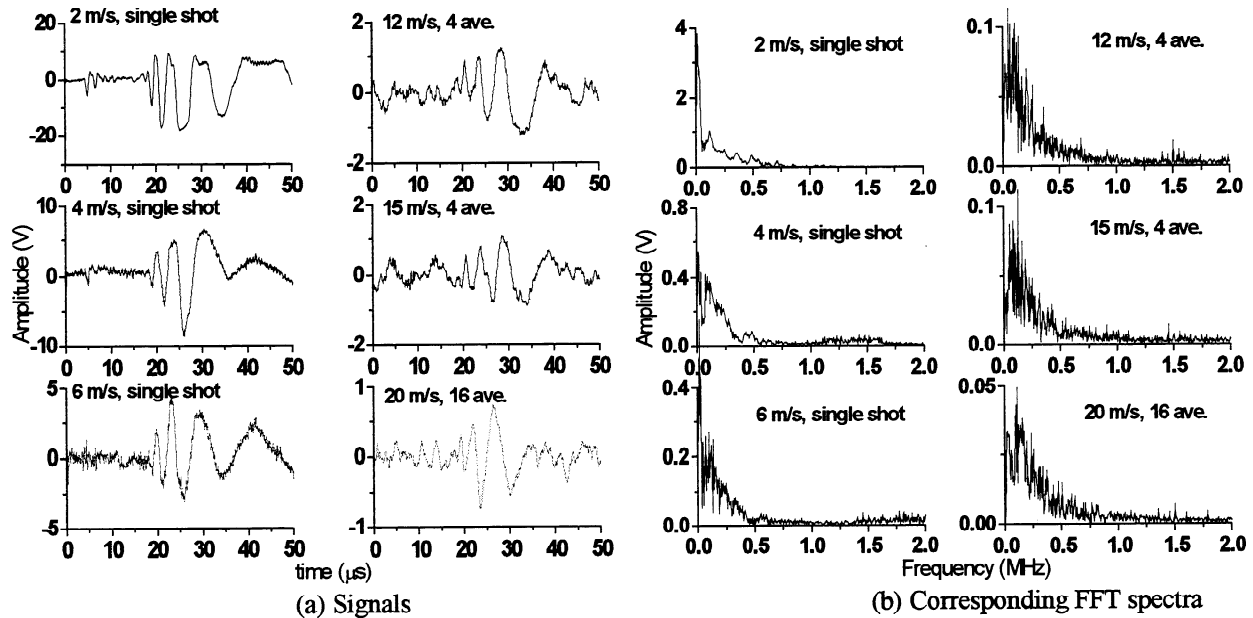 2 m/s, single shot
20
0
-20
0 10 20 30 40 50
12 m/s, 4 ave.
2
0
-2
0 10 20 30 40 50
4 m/s, single shot
10
0
-10
0 10 20 30 40 50
15 m/s, 4 ave.
2
0
-2
0 10 20 30 40 50
6 m/s, single shot
5
0
-5
0 10 20 30 40 50
20 m/s, 16 ave.
1
0
-1
0 10 20 30 40 50
Amplitude (V)
time (μs)
(a) Signals
2 m/s, single shot
4
2
0
0.0 0.5 1.0 1.5 2.0
12 m/s, 4 ave.
0.1
0.0
0.0 0.5 1.0 1.5 2.0
4 m/s, single shot
0.8
0.4
0.0
0.0 0.5 1.0 1.5 2.0
15 m/s, 4 ave.
0.1
0.0
0.0 0.5 1.0 1.5 2.0
6 m/s, single shot
0.4
0.2
0.0
0.0 0.5 1.0 1.5 2.0
20 m/s, 16 ave.
0.05
0.00
0.0 0.5 1.0 1.5 2.0
Amplitude (V)
Frequency (MHz)
(b) Corresponding FFT spectra